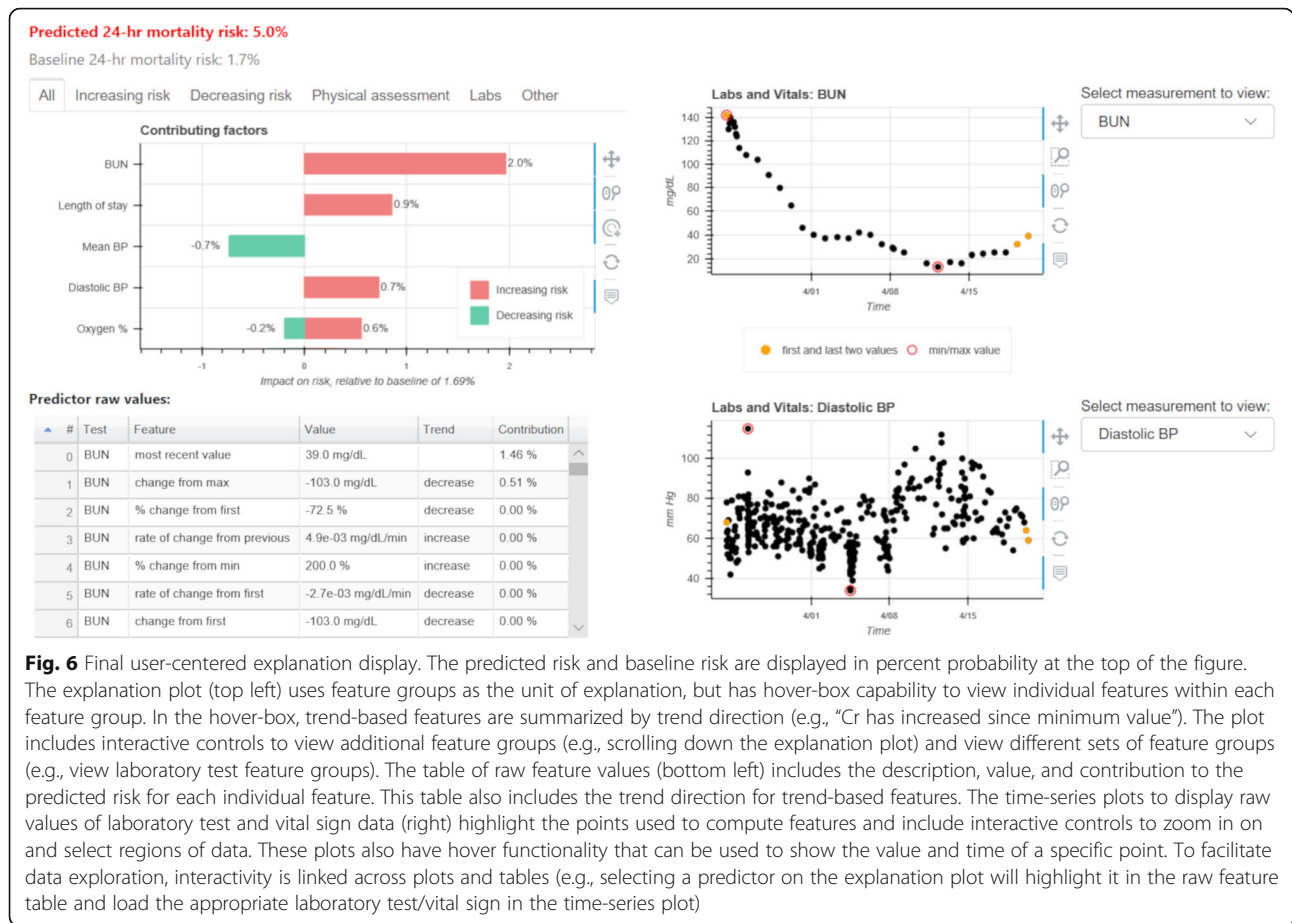 Predicted 24-hr mortality risk: 5.0%
Baseline 24-hr mortality risk: 1.7%
All Increasing risk Decreasing risk Physical assessment Labs Other
Contributing factors
BUN
2.0%
Length of stay
0.9%
Mean BP
-0.7%
Diastolic BP
0.7%
Oxygen %
-0.2%
0.6%
Increasing risk
Decreasing risk
-1 0 1 2
Impact on risk, relative to baseline of 1.69%
Predictor raw values:
# Test Feature Value Trend Contribution
0 BUN most recent value 39.0 mg/dL 1.46 %
1 BUN change from max -103.0 mg/dL decrease 0.51 %
2 BUN % change from first -72.5 % decrease 0.00 %
3 BUN rate of change from previous 4.9e-03 mg/dL/min increase 0.00 %
4 BUN % change from min 200.0 % increase 0.00 %
5 BUN rate of change from first -2.7e-03 mg/dL/min decrease 0.00 %
6 BUN change from first -103.0 mg/dL decrease 0.00 %
Labs and Vitals: BUN
140
120
100
80
60
40
20
mg/dL
4/01 4/08 4/15
Time
first and last two values min/max value
Select measurement to view:
BUN
Labs and Vitals: Diastolic BP
100
80
60
40
mm Hg
4/01 4/08 4/15
Time
Select measurement to view:
Diastolic BP
Fig. 6 Final user-centered explanation display. The predicted risk and baseline risk are displayed in percent probability at the top of the figure.
The explanation plot (top left) uses feature groups as the unit of explanation, but has hover-box capability to view individual features within each
feature group. In the hover-box, trend-based features are summarized by trend direction (e.g., “Cr has increased since minimum value”). The plot
includes interactive controls to view additional feature groups (e.g., scrolling down the explanation plot) and view different sets of feature groups
(e.g., view laboratory test feature groups). The table of raw feature values (bottom left) includes the description, value, and contribution to the
predicted risk for each individual feature. This table also includes the trend direction for trend-based features. The time-series plots to display raw
values of laboratory test and vital sign data (right) highlight the points used to compute features and include interactive controls to zoom in on
and select regions of data. These plots also have hover functionality that can be used to show the value and time of a specific point. To facilitate
data exploration, interactivity is linked across plots and tables (e.g., selecting a predictor on the explanation plot will highlight it in the raw feature
table and load the appropriate laboratory test/vital sign in the time-series plot)